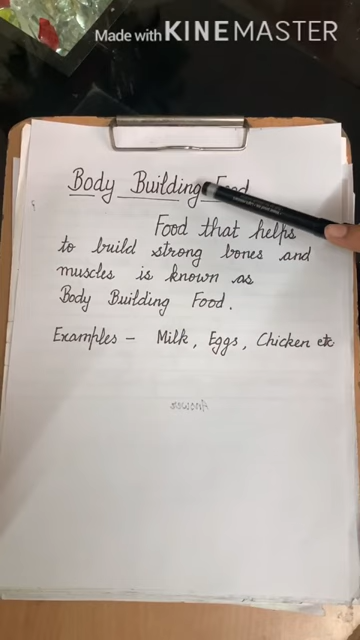 Made with KINEMASTER
Body Building Food
Food that helps
to build strong bones and
muscles is known as
Body Building Food.
Examples - Milk, Eggs, Chicken etc
Answer